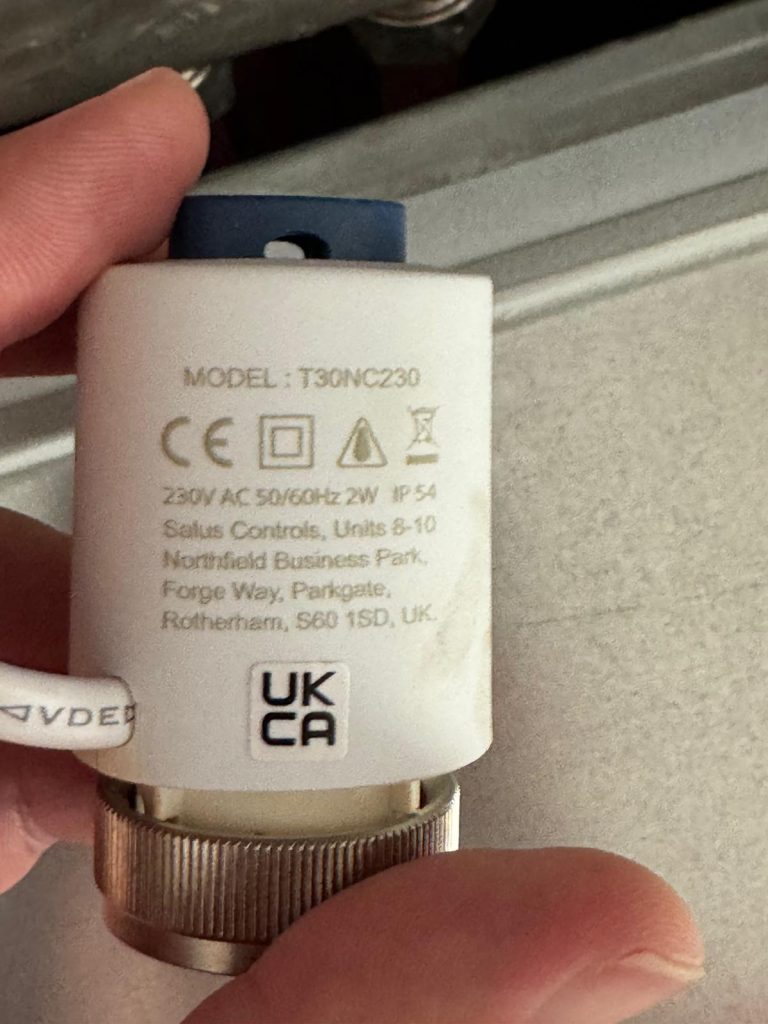 MODEL : T30NC230
CE
230V AC 50/60Hz 2W IP 54
Salus Controls, Units 8-10
Northfield Business Park,
Forge Way, Parkgate,
Rotherham, S60 1SD, UK.
VDE
UK
CA